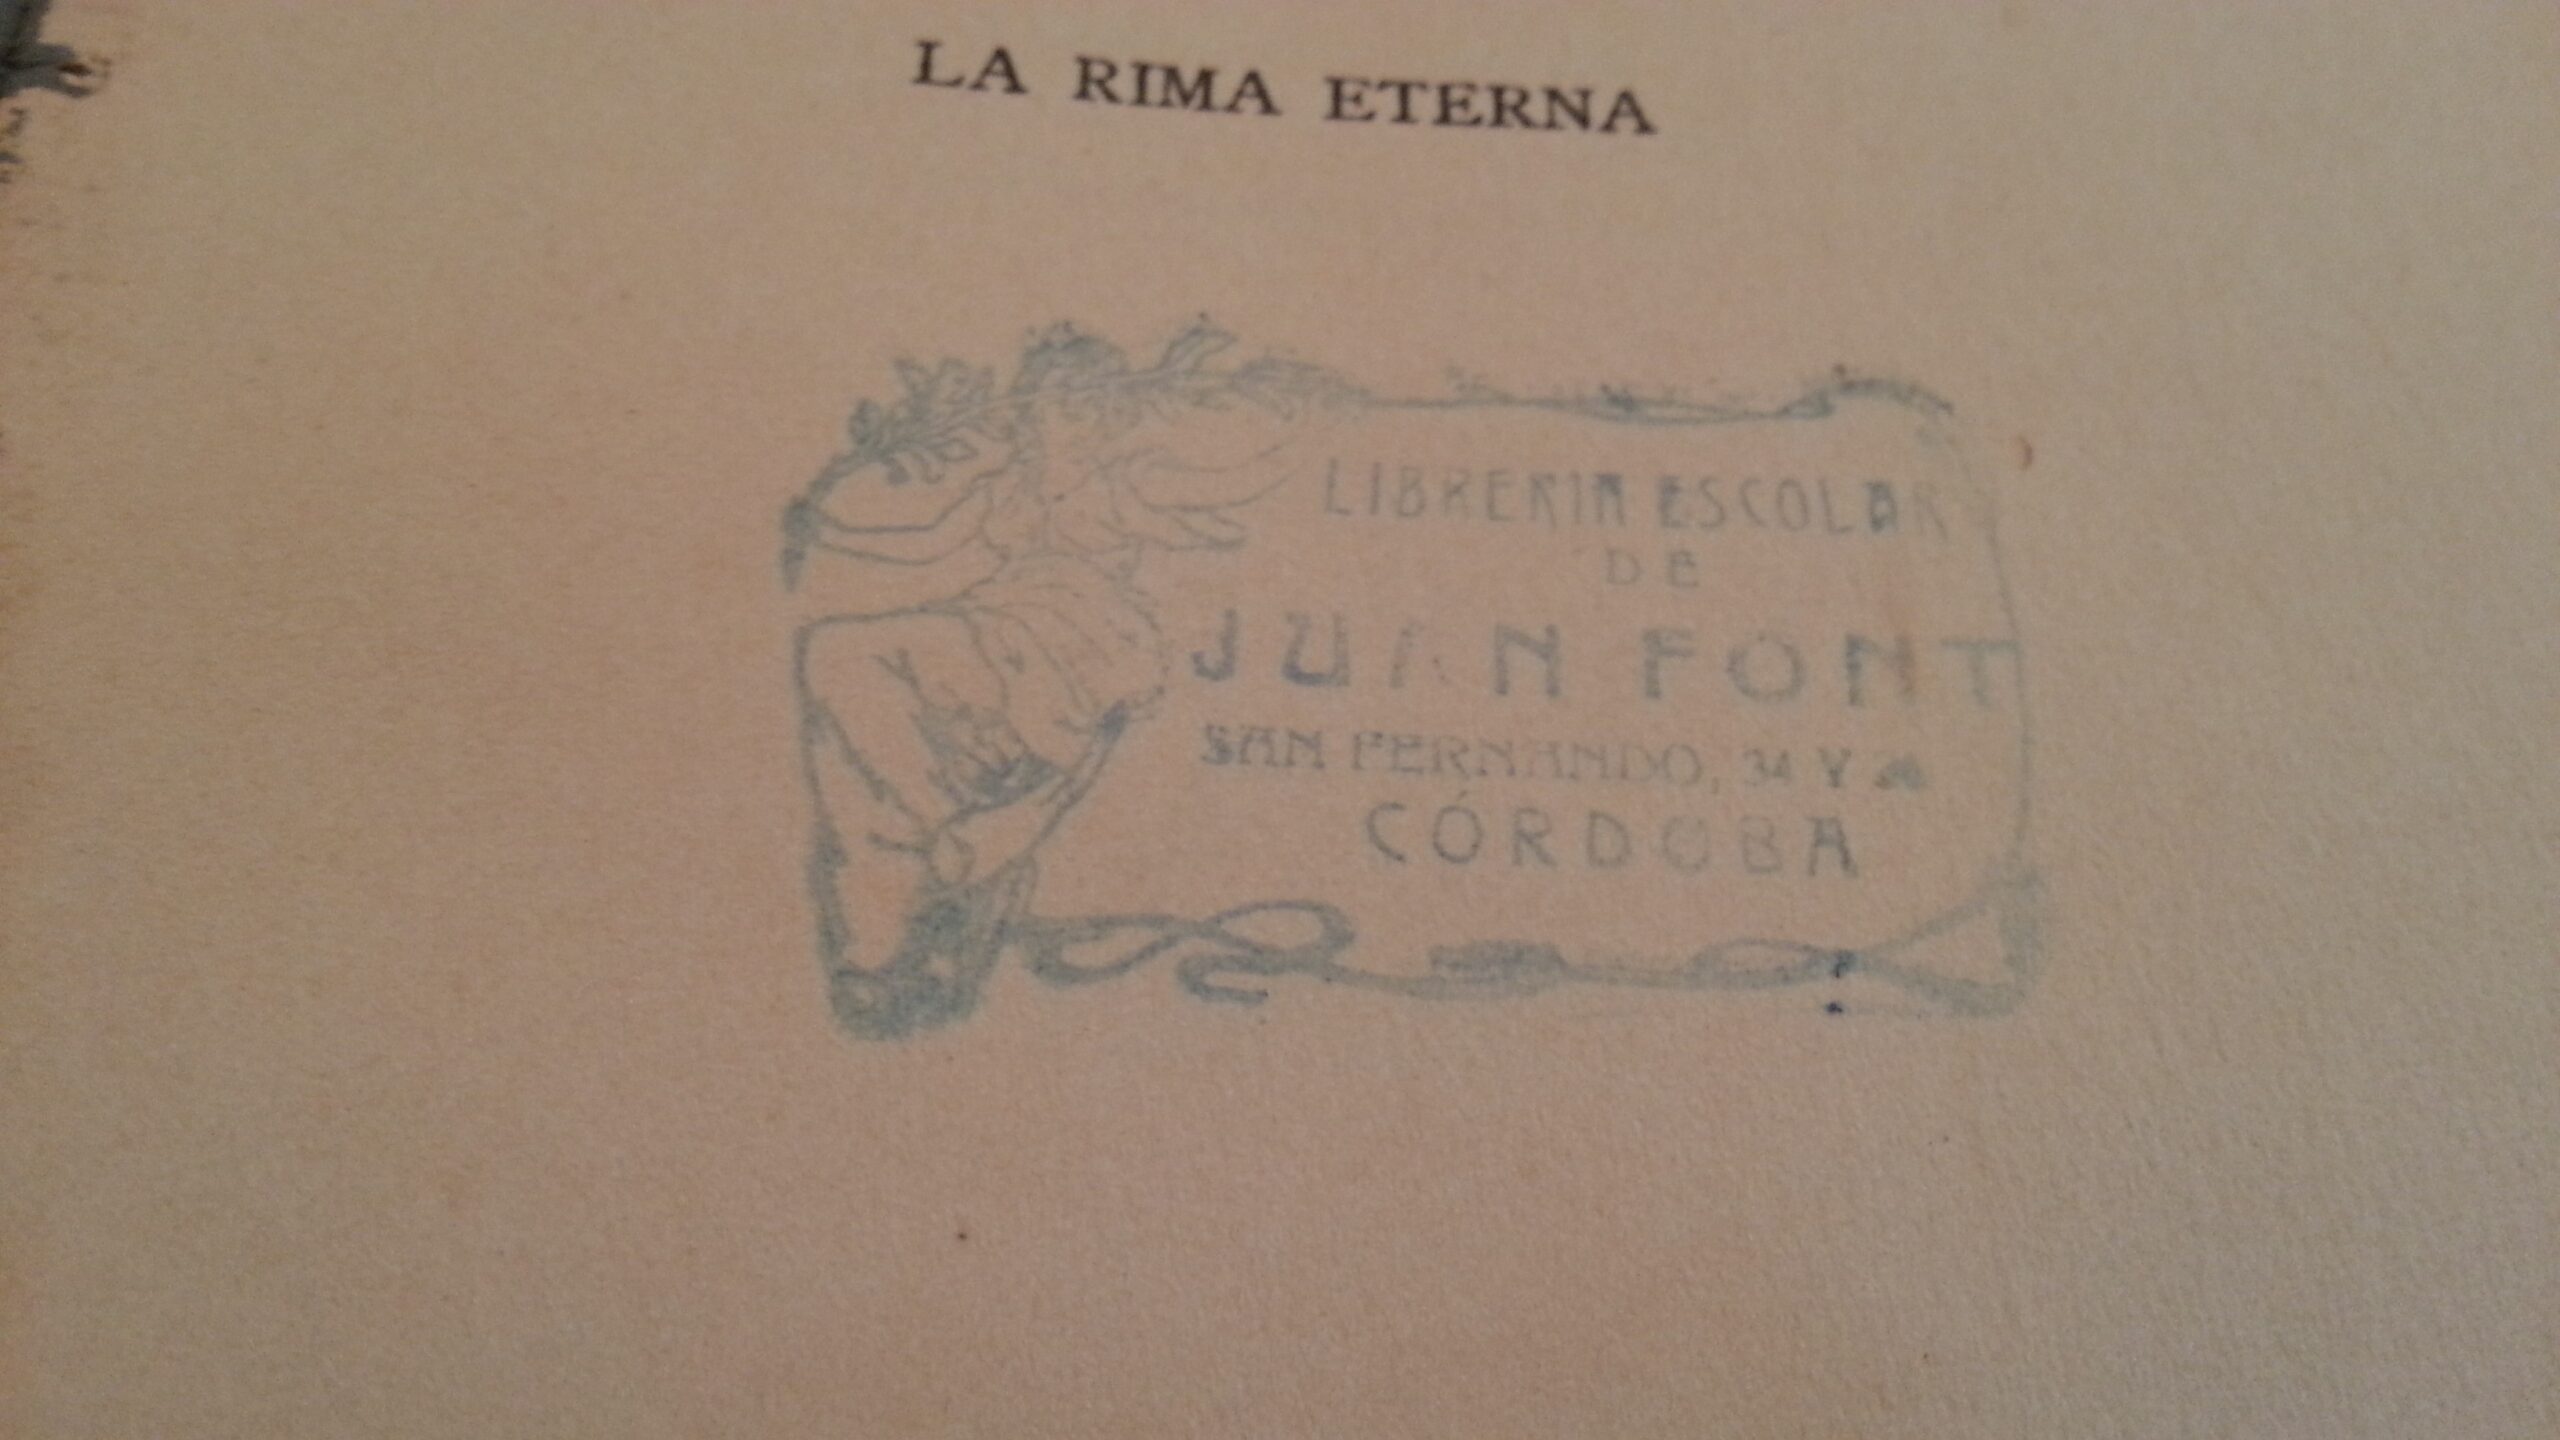 LA RIMA ETERNA
LIBRERIA ESCOLAR
DE
JUAN FONT
SAN FERNANDO, 34 Y
CÓRDOBA